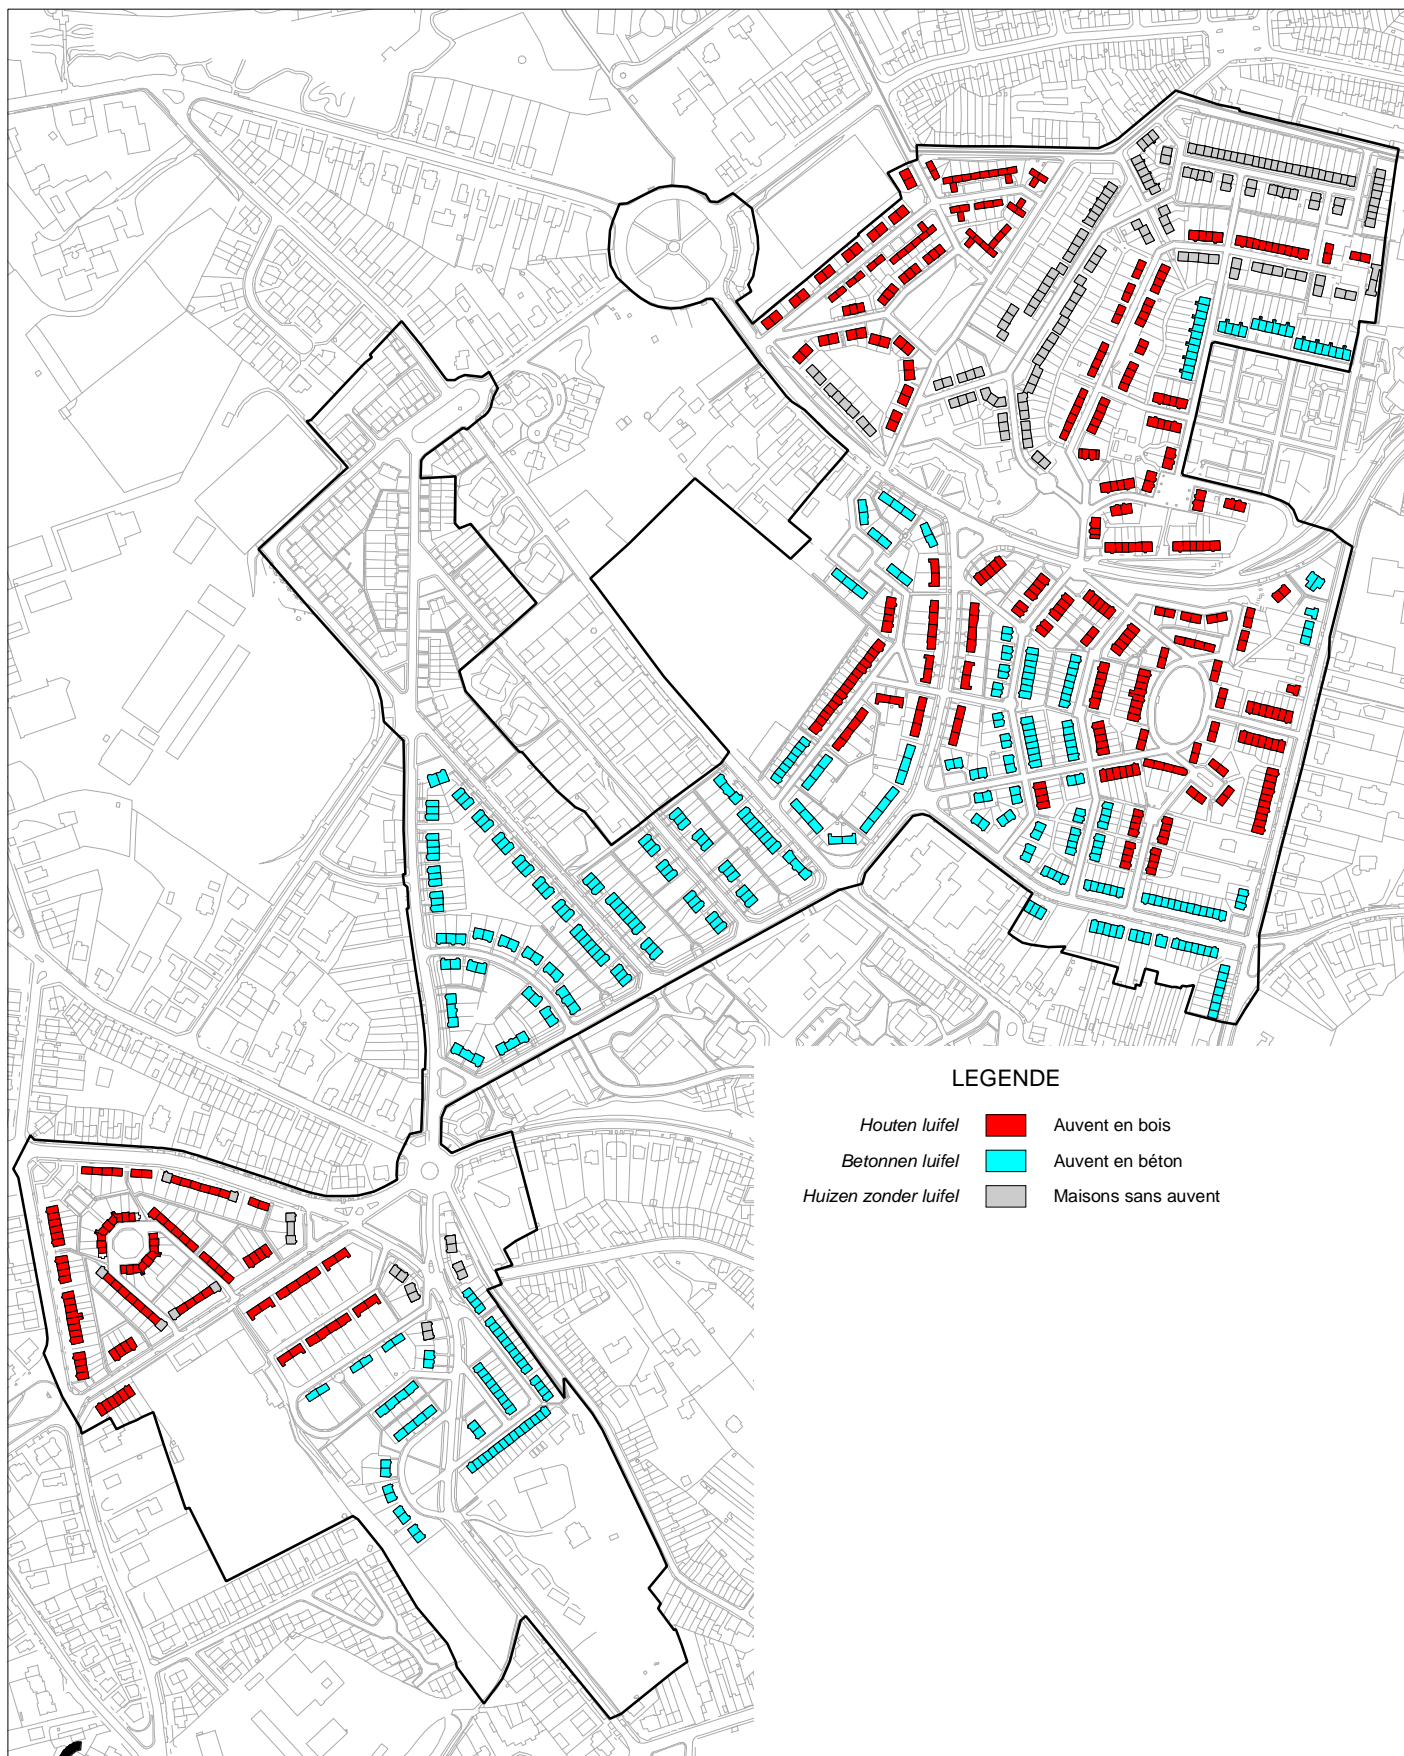 LEGENDE
Houten luifel Auvent en bois
Betonnen luifel Auvent en béton
Huizen zonder luifel Maisons sans auvent